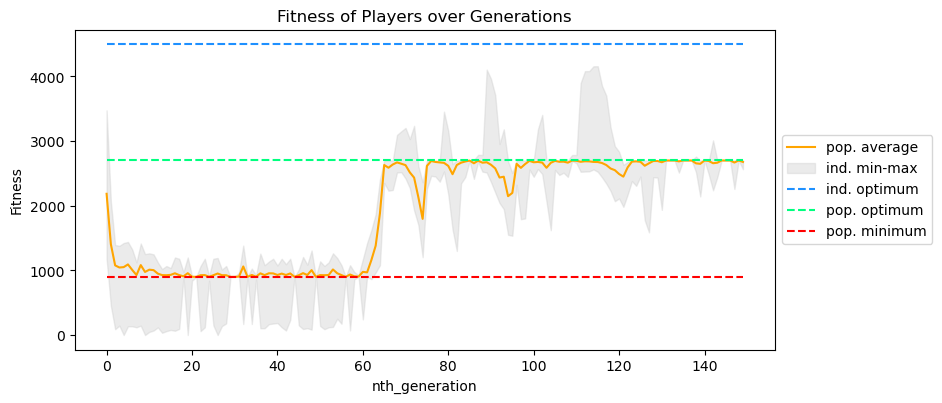 Fitness of Players over Generations
Fitness
4000
3000
2000
1000
0
0 20 40 60 80 100 120 140
nth_generation
pop. average
ind. min-max
ind. optimum
pop. optimum
pop. minimum